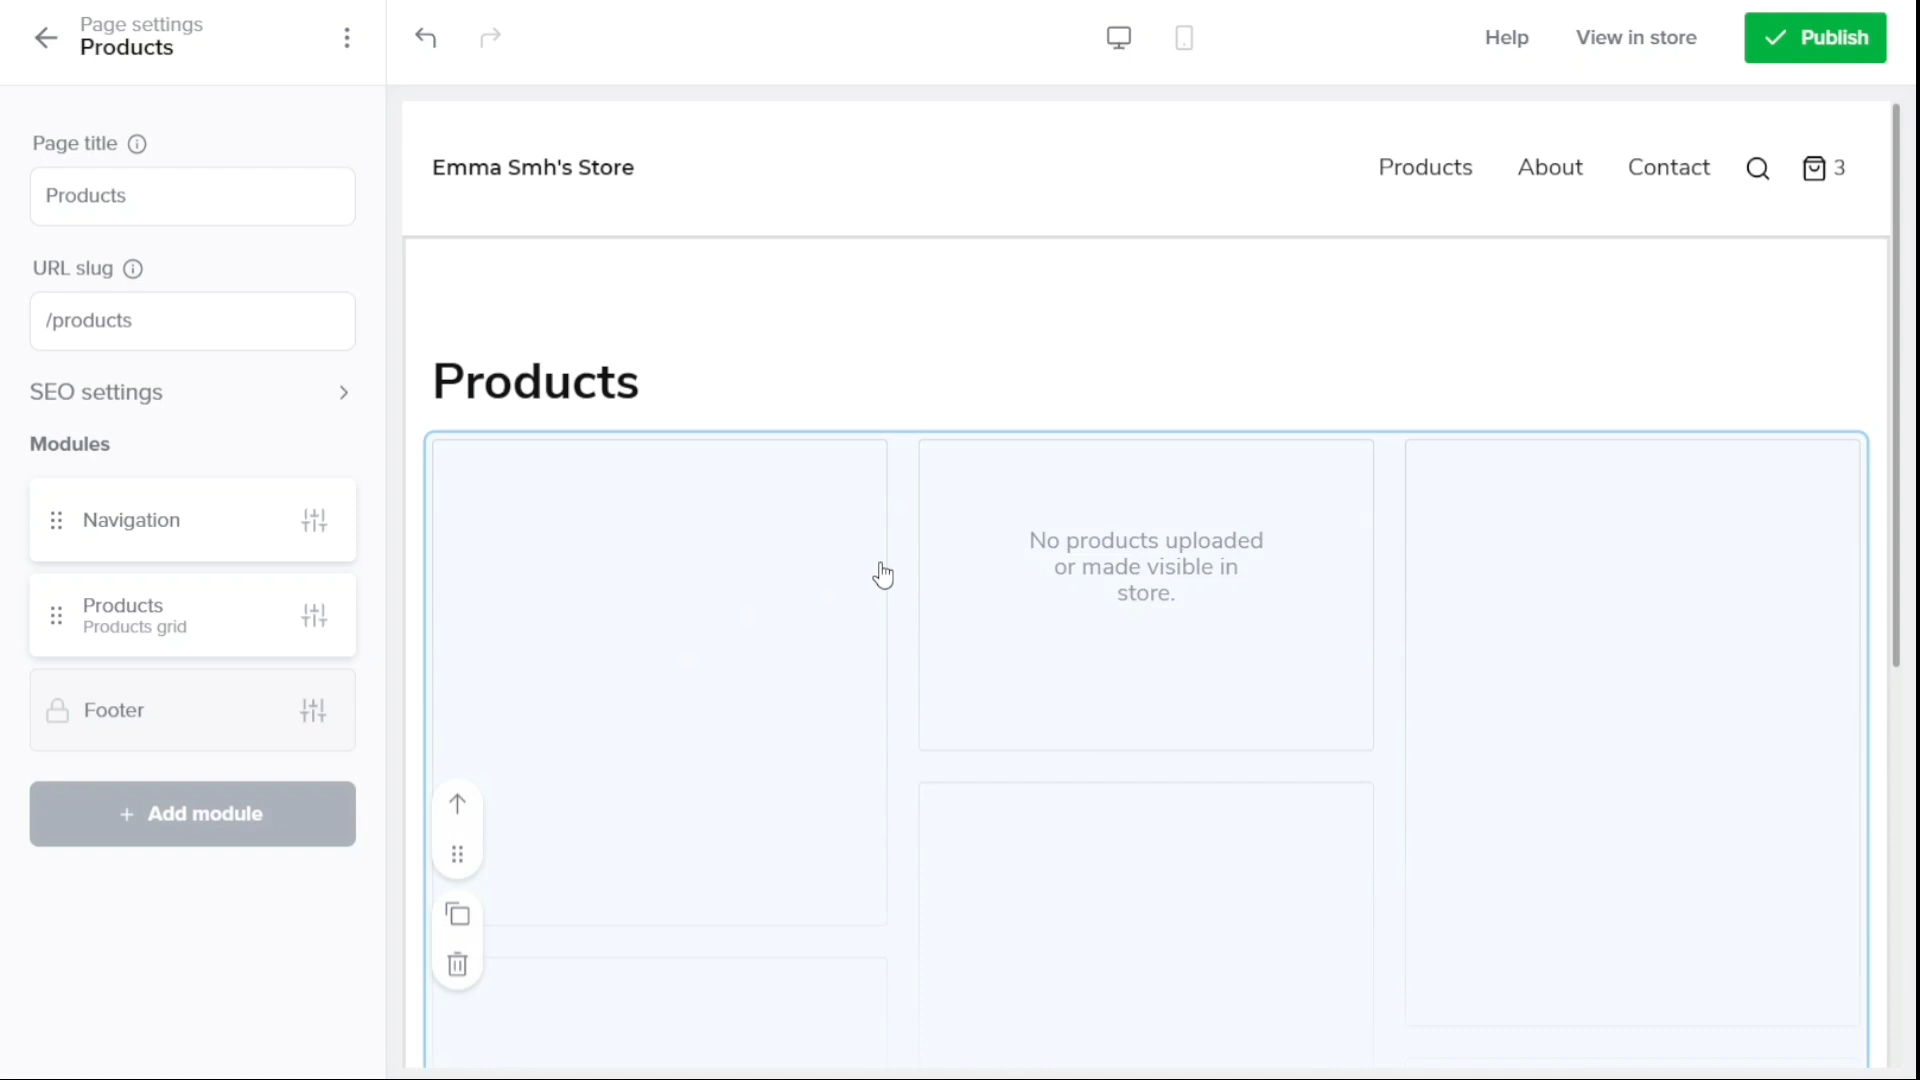 Page settings
Products
Help
View in store
Publish
Page title
Products
URL slug
/products
SEO settings
Modules
Navigation
Products
Products grid
Footer
+ Add module
Emma Smh's Store
Products
About
Contact
3
Products
No products uploaded
or made visible in
store.